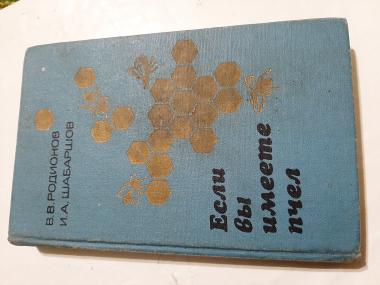 В.В. РОДИОНОВ
И.А. ШАБАРШОВ
Если
вы
имеете
пчел